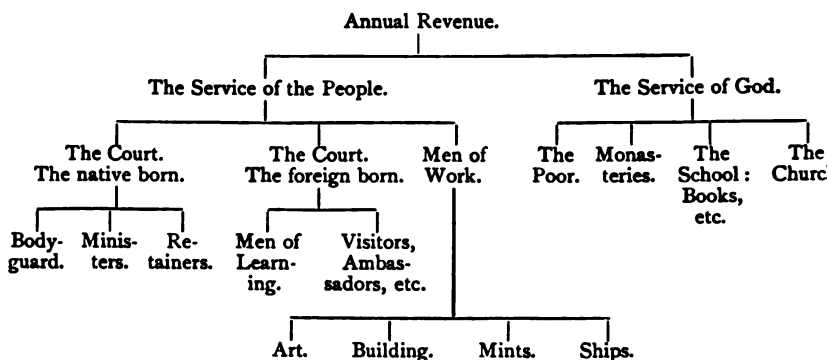 Annual Revenue.
The Service of the People. The Service of God.
The Court. The Court. Men of The Monas- The The
The native born. The foreign born. Work. Poor. teries. School: Church
Books,
etc.
Body- Minis- Re- Men of Visitors,
guard. ters. tainers. Learn- Ambas-
ing. sadors, etc.
Art. Building. Mints. Ships.